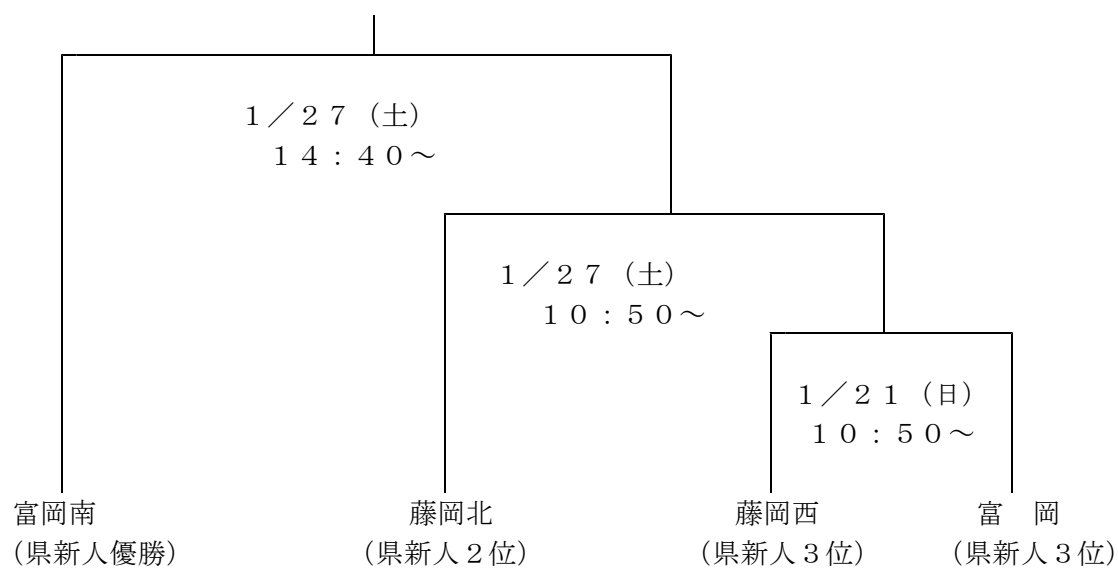 1／27（土）
14：40～
1／27（土）
10：50～
1／21（日）
10：50～
富岡南　藤岡北　藤岡西　富　岡
（県新人優勝）　（県新人２位）　（県新人３位）　（県新人３位）